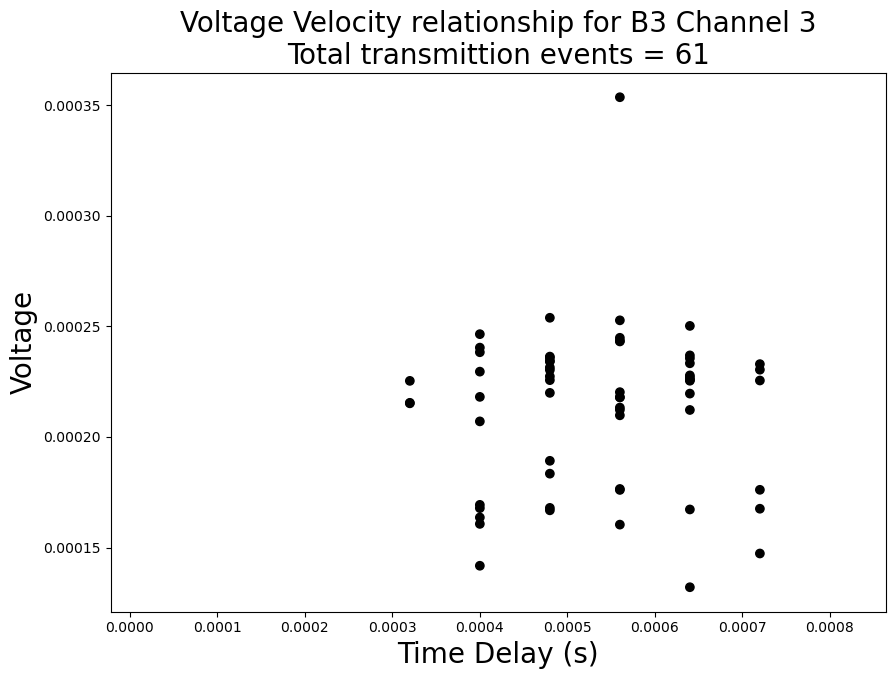 Voltage Velocity relationship for B3 Channel 3
Total transmittion events = 61
Voltage
0.00035
0.00030
0.00025
0.00020
0.00015
0.0000 0.0001 0.0002 0.0003 0.0004 0.0005 0.0006 0.0007 0.0008
Time Delay (s)